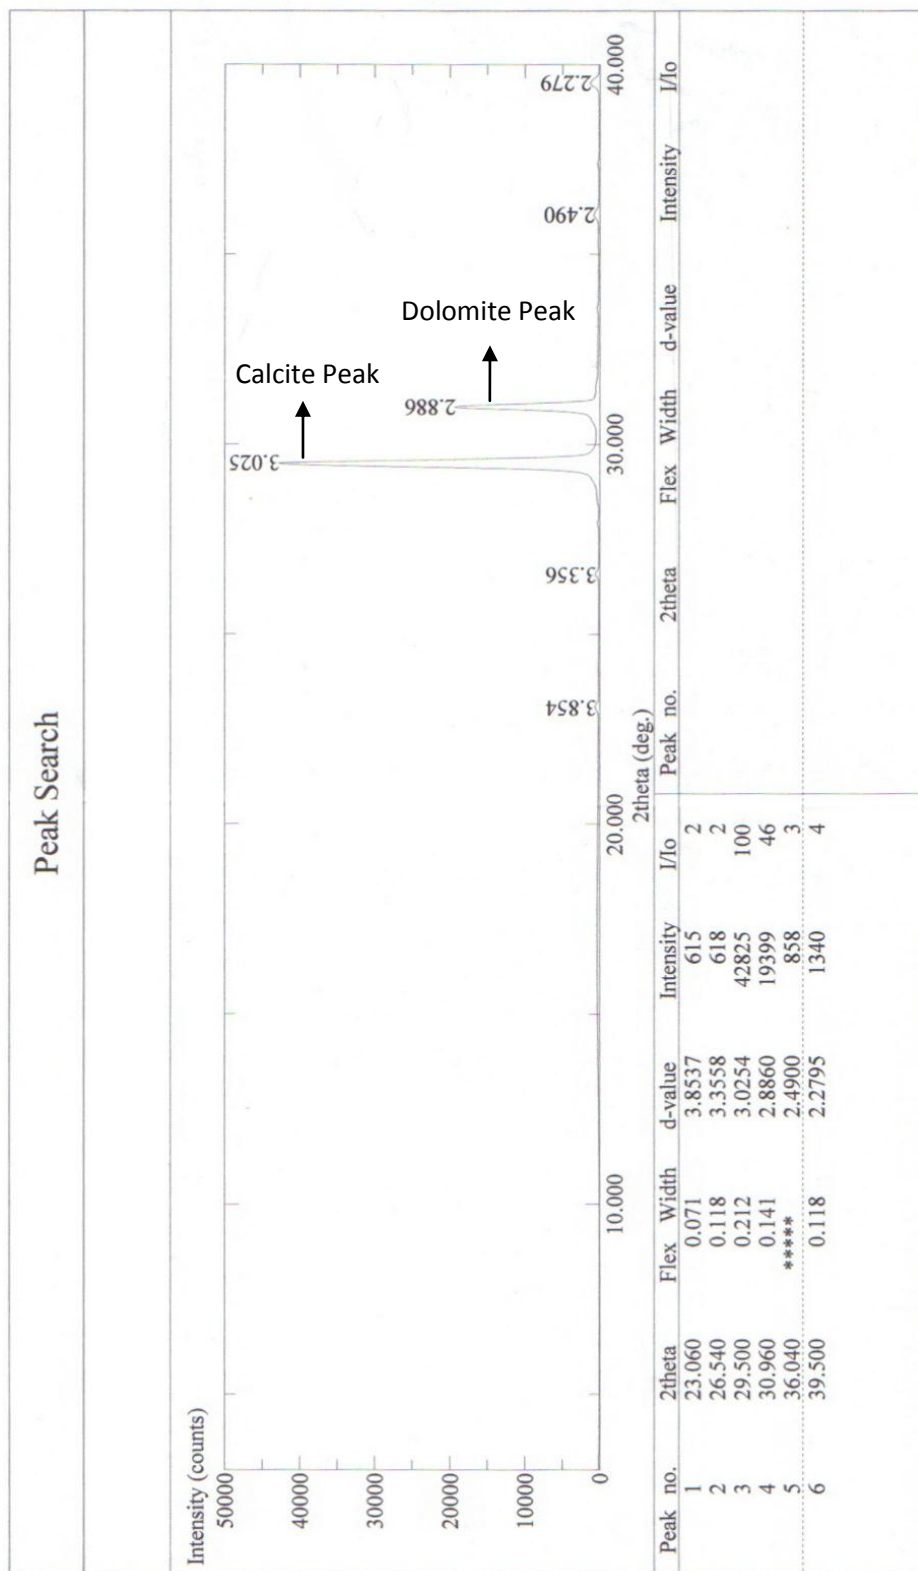 Peak Search
Intensity (counts)
50000
40000
30000
20000
10000
0
3.854
3.356
3.025
2.886
2.490
2.279
Calcite Peak
Dolomite Peak
10.000 20.000 30.000 40.000
2theta (deg.)
Peak no. 2theta Flex Width d-value Intensity I/Io Peak no. 2theta Flex Width d-value Intensity I/Io
1 23.060 0.071 3.8537 615 2
2 26.540 0.118 3.3558 618 2
3 29.500 0.212 3.0254 42825 100
4 30.960 0.141 2.8860 19399 46
5 36.040 ***** 2.4900 858 3
6 39.500 0.118 2.2795 1340 4